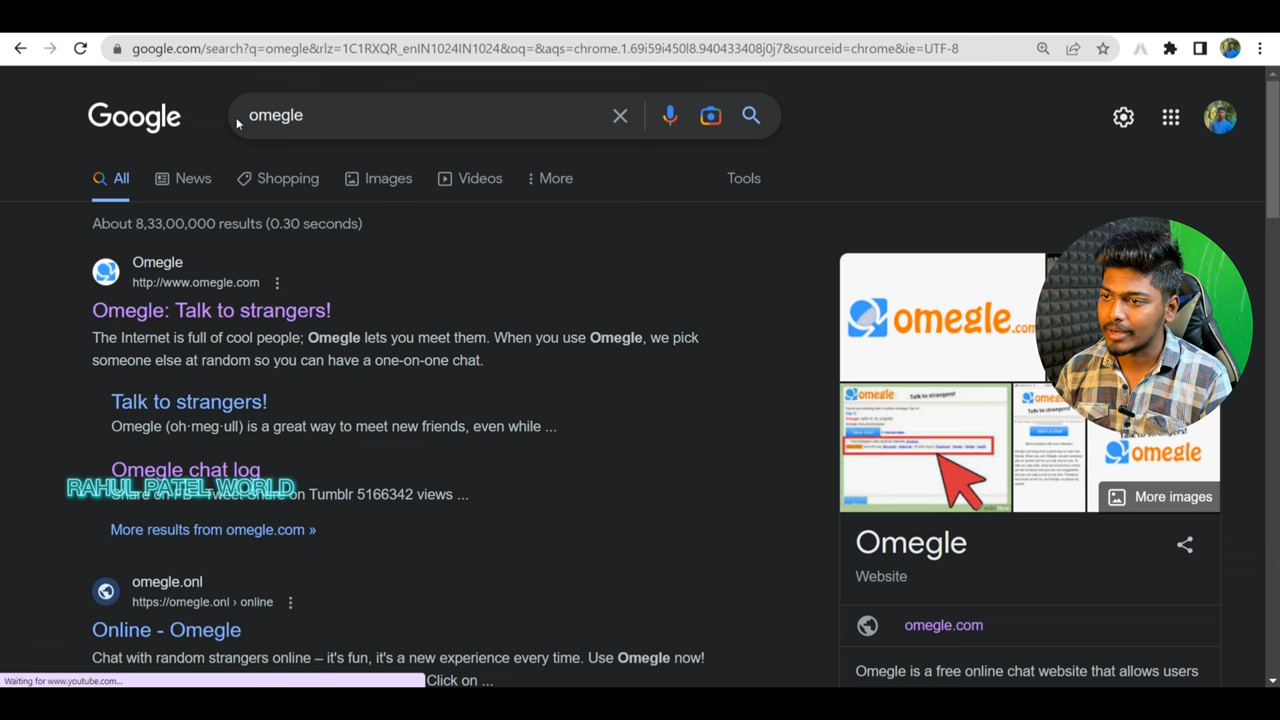 google.com/search?q=omegle&rlz=1C1RXQR_enIN1024IN1024&oq=&aqs=chrome.1.69i59i450l8.940433408j0j7&sourceid=chrome&ie=UTF-8
Google
omegle
All
News
Shopping
Images
Videos
More
Tools
About 8,33,00,000 results (0.30 seconds)
Omegle
http://www.omegle.com
Omegle: Talk to strangers!
The Internet is full of cool people; Omegle lets you meet them. When you use Omegle, we pick
someone else at random so you can have a one-on-one chat.
Talk to strangers!
Omegle (oh·meg·ull) is a great way to meet new friends, even while ...
Omegle chat log
RAHUL PATEL WORLD
on Tumblr 5166342 views ...
More results from omegle.com »
omegle.onl
https://omegle.onl › online
Online - Omegle
Chat with random strangers online – it's fun, it's a new experience every time. Use Omegle now!
Click on ...
Waiting for www.youtube.com...
omegle.com
omegle
Talk to strangers!
omegle
More images
Omegle
Website
omegle.com
Omegle is a free online chat website that allows users